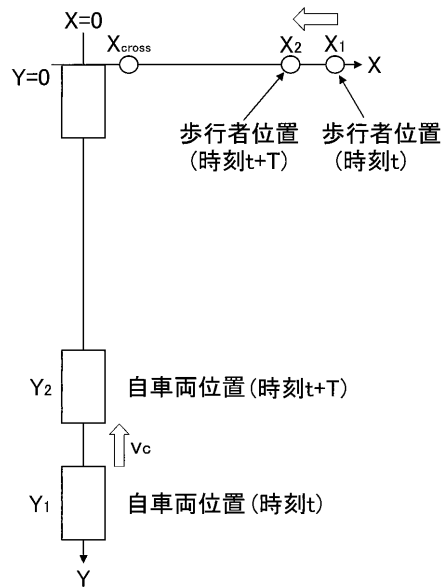 X=0
Xcross
X2
X1
X
Y=0
歩行者位置
(時刻t+T)
歩行者位置
(時刻t)
Y2
自車両位置(時刻t+T)
vc
Y1
自車両位置(時刻t)
Y